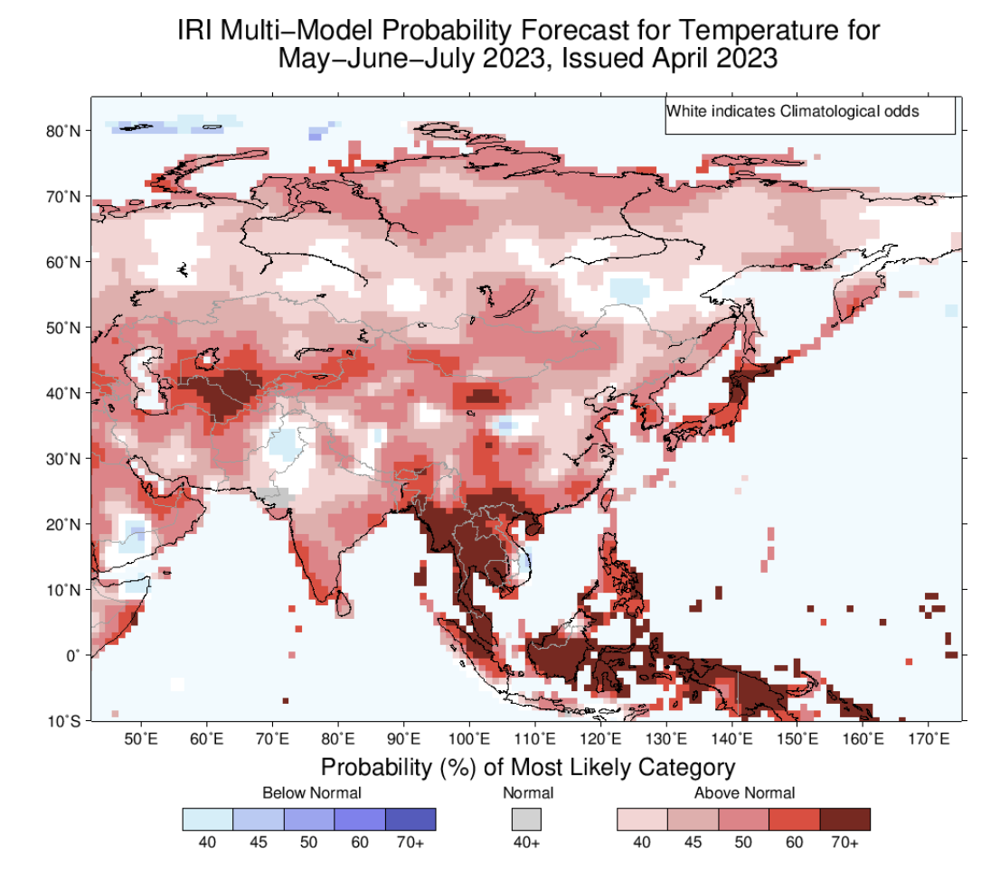 IRI Multi−Model Probability Forecast for Temperature for
May−June−July 2023, Issued April 2023
White indicates Climatological odds
80˚N
70˚N
60˚N
50˚N
40˚N
30˚N
20˚N
10˚N
0˚
10˚S
50˚E 60˚E 70˚E 80˚E 90˚E 100˚E 110˚E 120˚E 130˚E 140˚E 150˚E 160˚E 170˚E
Probability (%) of Most Likely Category
Below Normal Normal Above Normal
40 45 50 60 70+ 40+ 40 45 50 60 70+